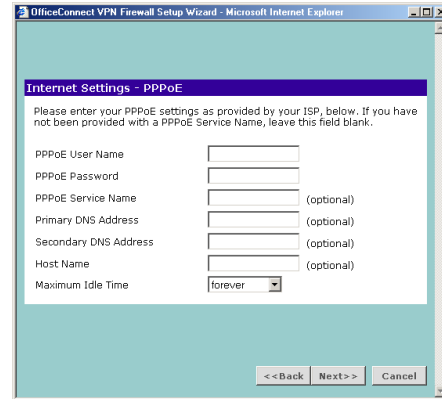 OfficeConnect VPN Firewall Setup Wizard - Microsoft Internet Explorer
Internet Settings - PPPoE
Please enter your PPPoE settings as provided by your ISP, below. If you have
not been provided with a PPPoE Service Name, leave this field blank.
PPPoE User Name
PPPoE Password
PPPoE Service Name (optional)
Primary DNS Address (optional)
Secondary DNS Address (optional)
Host Name (optional)
Maximum Idle Time forever
<<Back Next>> Cancel